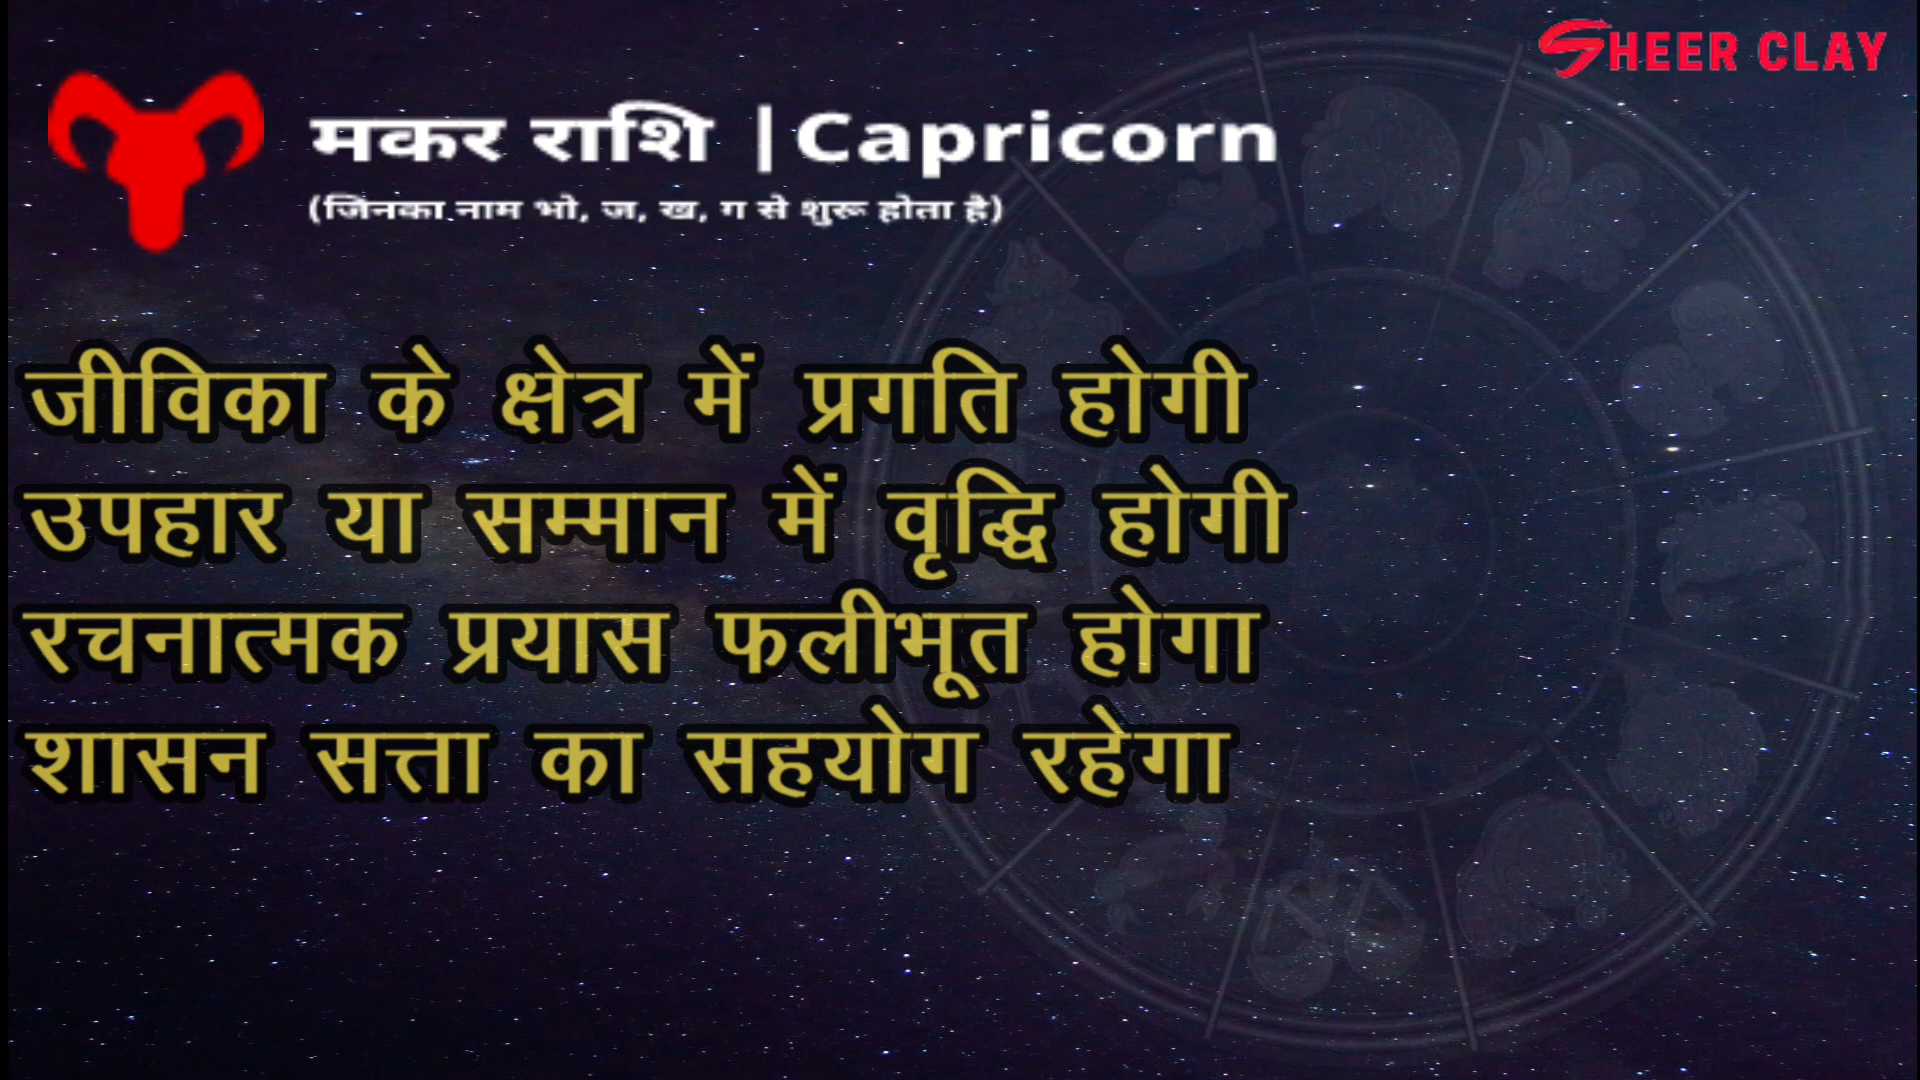 SHEER CLAY
मकर राशि |Capricorn
(जिनका नाम भो, ज, ख, ग से शुरू होता है)
जीविका के क्षेत्र में प्रगति होगी
उपहार या सम्मान में वृद्धि होगी
रचनात्मक प्रयास फलीभूत होगा
शासन सत्ता का सहयोग रहेगा